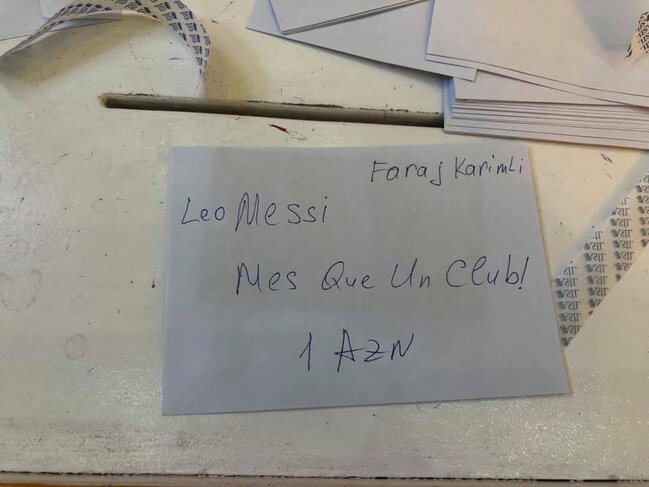 Faraj Karimli
Leo Messi
Mes Que Un Club!
1 AZN